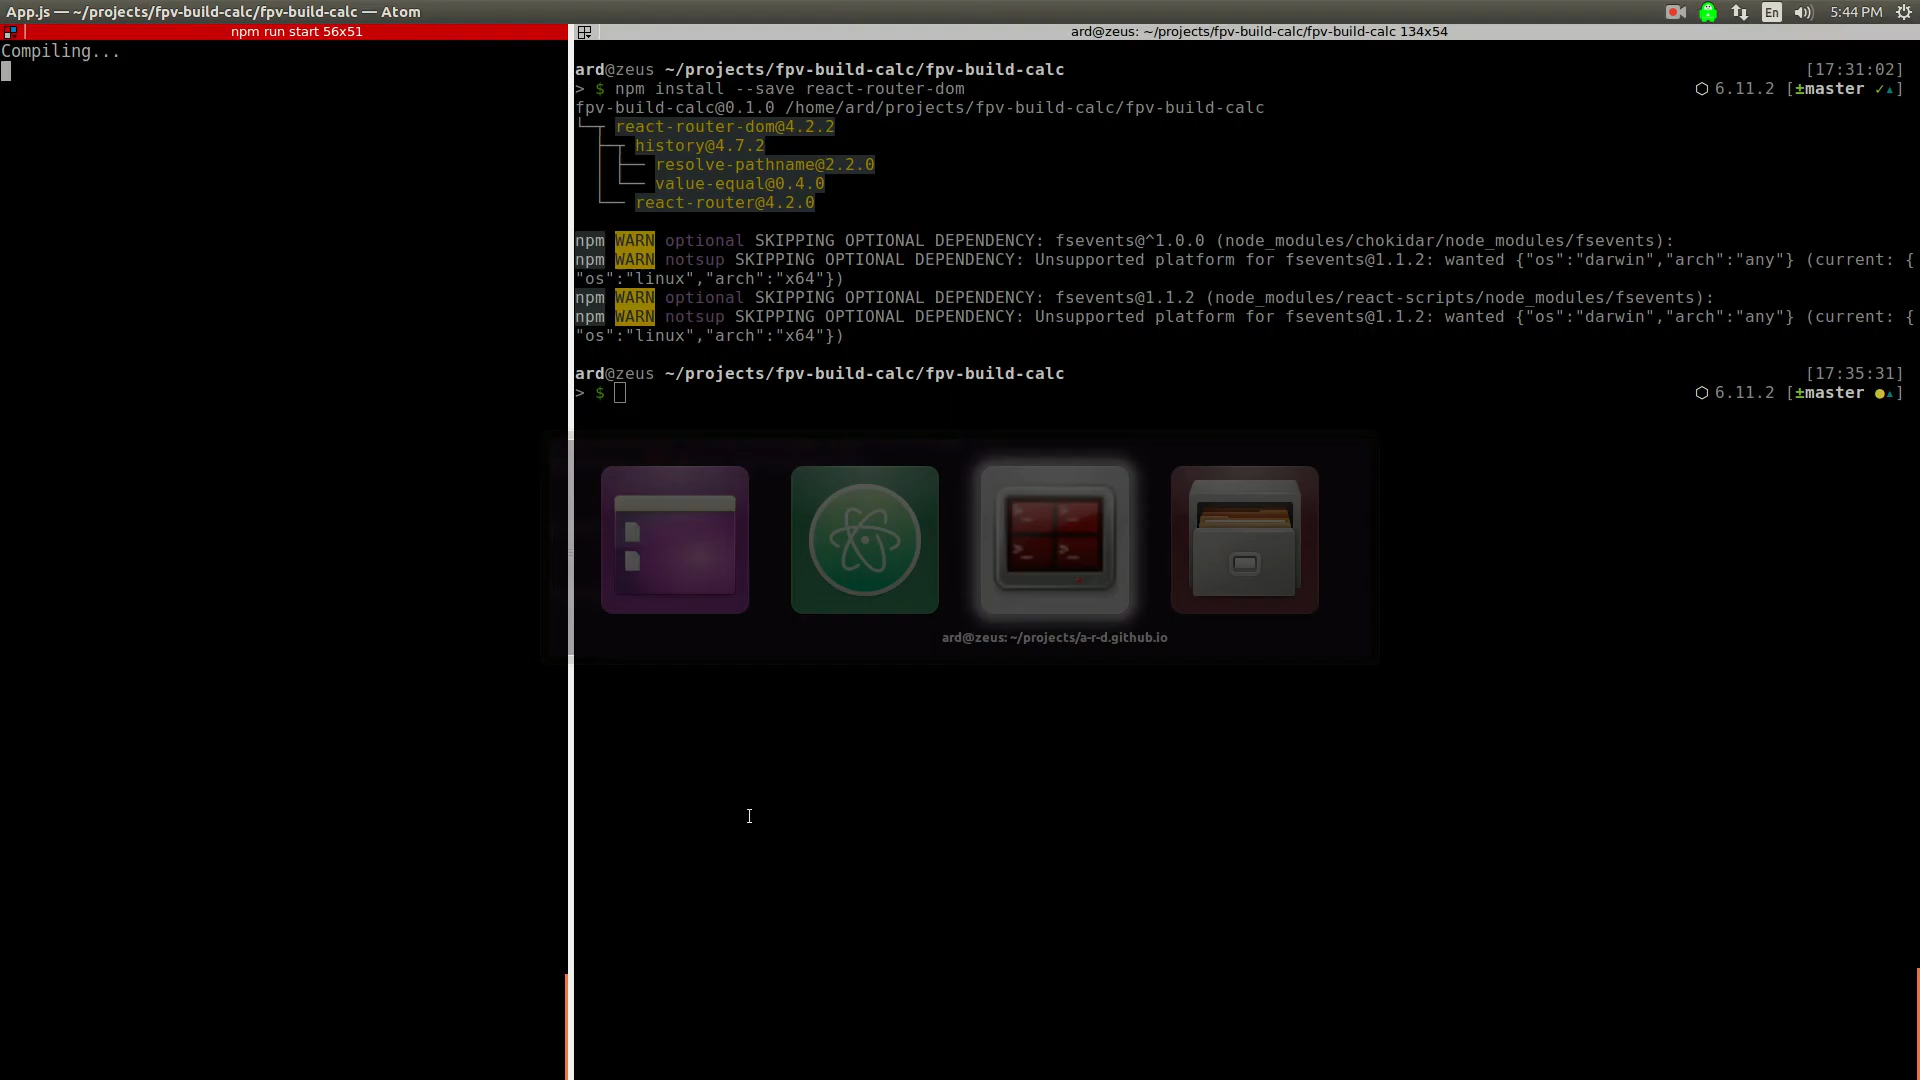 App.js — ~/projects/fpv-build-calc/fpv-build-calc — Atom
En
5:44 PM
npm run start 56x51
Compiling...
ard@zeus: ~/projects/fpv-build-calc/fpv-build-calc 134x54
ard@zeus ~/projects/fpv-build-calc/fpv-build-calc [17:31:02]
> $ npm install --save react-router-dom ⬡ 6.11.2 [±master ✓▴]
fpv-build-calc@0.1.0 /home/ard/projects/fpv-build-calc/fpv-build-calc
└─┬ react-router-dom@4.2.2
├─┬ history@4.7.2
│ ├── resolve-pathname@2.2.0
│ └── value-equal@0.4.0
└── react-router@4.2.0
npm WARN optional SKIPPING OPTIONAL DEPENDENCY: fsevents@^1.0.0 (node_modules/chokidar/node_modules/fsevents):
npm WARN notsup SKIPPING OPTIONAL DEPENDENCY: Unsupported platform for fsevents@1.1.2: wanted {"os":"darwin","arch":"any"} (current: {
"os":"linux","arch":"x64"})
npm WARN optional SKIPPING OPTIONAL DEPENDENCY: fsevents@1.1.2 (node_modules/react-scripts/node_modules/fsevents):
npm WARN notsup SKIPPING OPTIONAL DEPENDENCY: Unsupported platform for fsevents@1.1.2: wanted {"os":"darwin","arch":"any"} (current: {
"os":"linux","arch":"x64"})
ard@zeus ~/projects/fpv-build-calc/fpv-build-calc [17:35:31]
> $ ⬡ 6.11.2 [±master ●▴]
ard@zeus: ~/projects/a-r-d.github.io